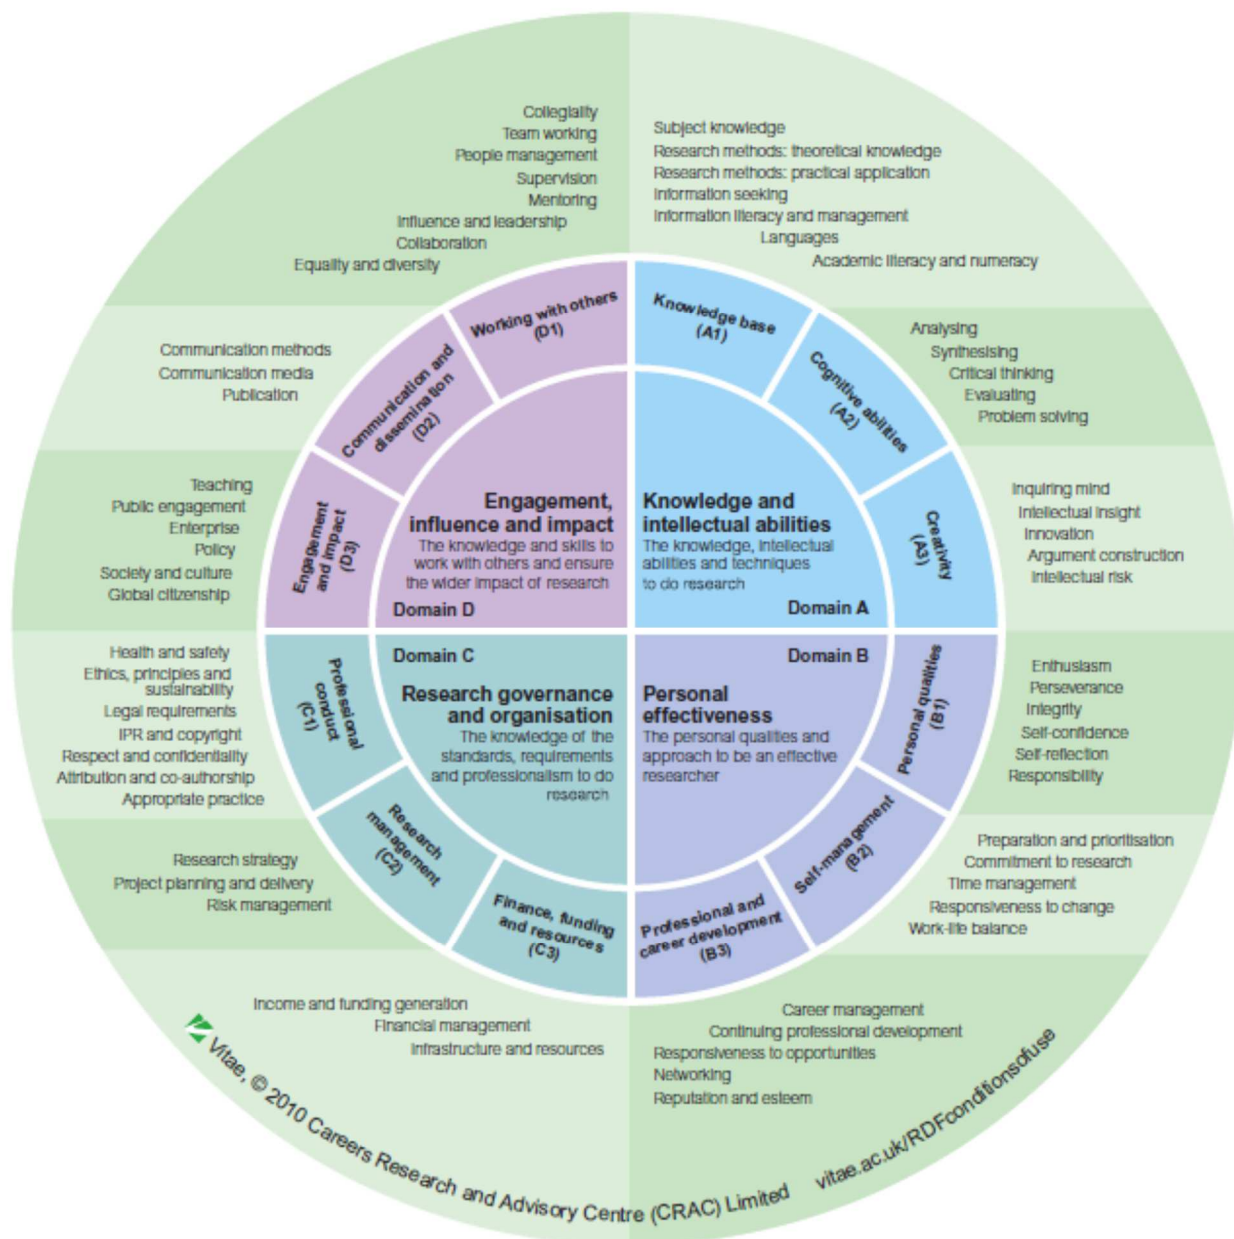 Collegiality
Team working
People management
Supervision
Mentoring
Influence and leadership
Collaboration
Equality and diversity
Subject knowledge
Research methods: theoretical knowledge
Research methods: practical application
Information seeking
Information literacy and management
Languages
Academic literacy and numeracy
Working with others
(D1)
Knowledge base
(A1)
Communication methods
Communication media
Publication
Communication and
dissemination
(D2)
Cognitive abilities
(A2)
Analysing
Synthesising
Critical thinking
Evaluating
Problem solving
Teaching
Public engagement
Enterprise
Policy
Society and culture
Global citizenship
Engagement
and impact
(D3)
Engagement,
influence and impact
The knowledge and skills to
work with others and ensure
the wider impact of research
Domain D
Knowledge and
intellectual abilities
The knowledge, intellectual
abilities and techniques
to do research
Domain A
Creativity
(A3)
Inquiring mind
Intellectual insight
Innovation
Argument construction
Intellectual risk
Health and safety
Ethics, principles and
sustainability
Legal requirements
IPR and copyright
Respect and confidentiality
Attribution and co-authorship
Appropriate practice
Professional
conduct
(C1)
Domain C
Research governance
and organisation
The knowledge of the
standards, requirements
and professionalism to do
research
Domain B
Personal
effectiveness
The personal qualities and
approach to be an effective
researcher
Personal qualities
(B1)
Enthusiasm
Perseverance
Integrity
Self-confidence
Self-reflection
Responsibility
Research strategy
Project planning and delivery
Risk management
Research
management
(C2)
Self-management
(B2)
Preparation and prioritisation
Commitment to research
Time management
Responsiveness to change
Work-life balance
Finance, funding
and resources
(C3)
Professional and
career development
(B3)
Income and funding generation
Financial management
Infrastructure and resources
Career management
Continuing professional development
Responsiveness to opportunities
Networking
Reputation and esteem
Vitae, © 2010 Careers Research and Advisory Centre (CRAC) Limited vitae.ac.uk/RDFconditionsofuse